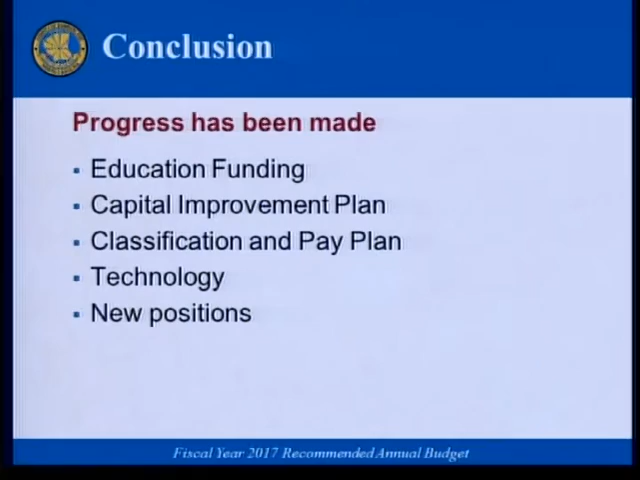 Conclusion
Progress has been made
Education Funding
Capital Improvement Plan
Classification and Pay Plan
Technology
New positions
Fiscal Year 2017 Recommended Annual Budget